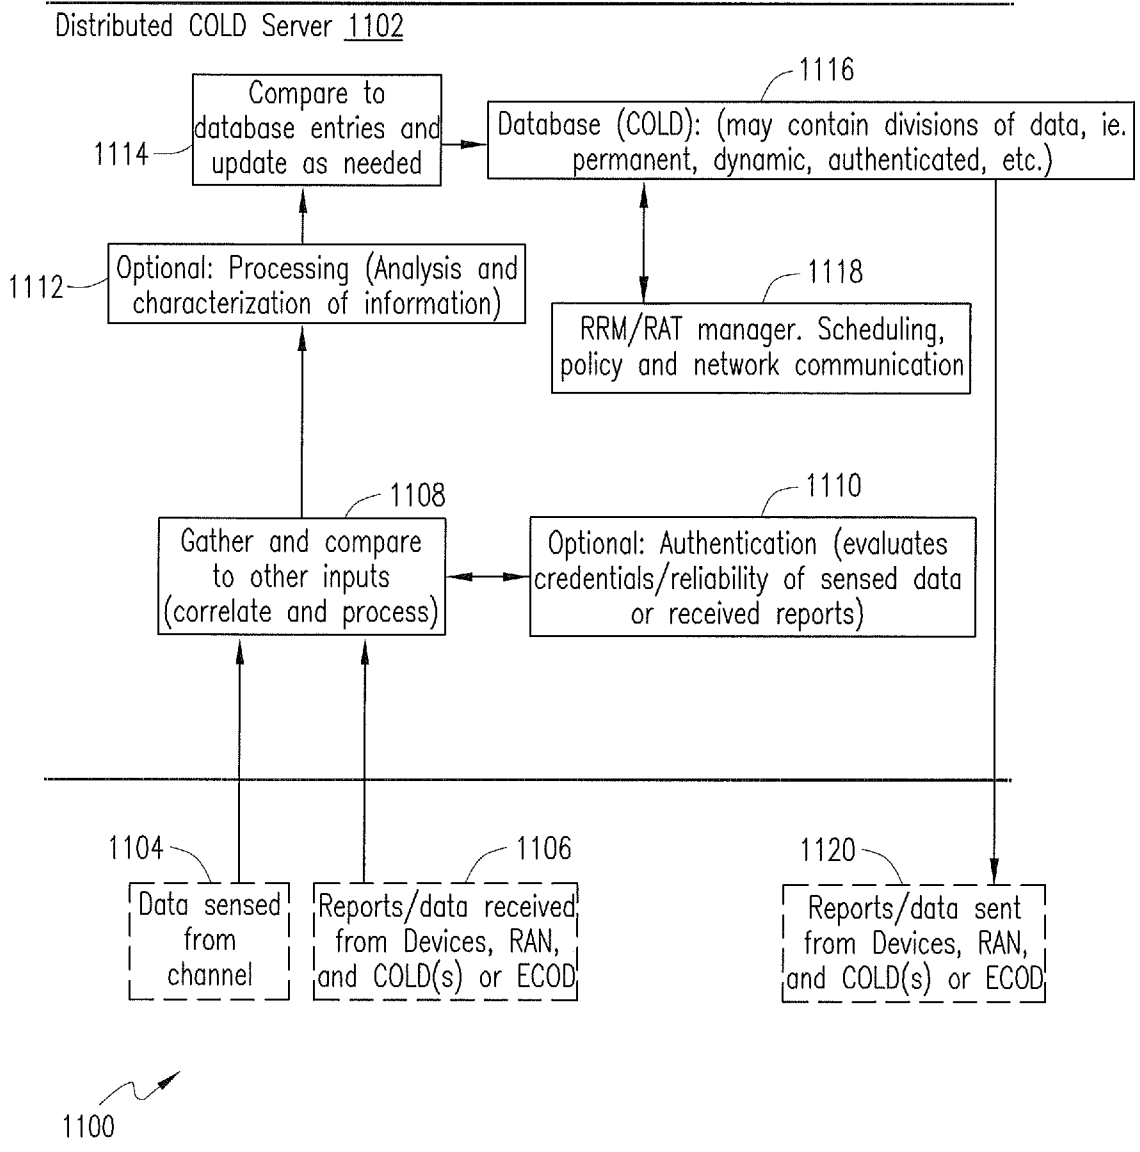 Distributed COLD Server 1102
1116
Compare to
database entries and
update as needed
1114
Database (COLD): (may contain divisions of data, ie.
permanent, dynamic, authenticated, etc.)
1112
Optional: Processing (Analysis and
characterization of information)
1118
RRM/RAT manager. Scheduling,
policy and network communication
1108
Gather and compare
to other inputs
(correlate and process)
1110
Optional: Authentication (evaluates
credentials/reliability of sensed data
or received reports)
1104
Data sensed
from
channel
1106
Reports/data received
from Devices, RAN,
and COLD(s) or ECOD
1120
Reports/data sent
from Devices, RAN,
and COLD(s) or ECOD
1100